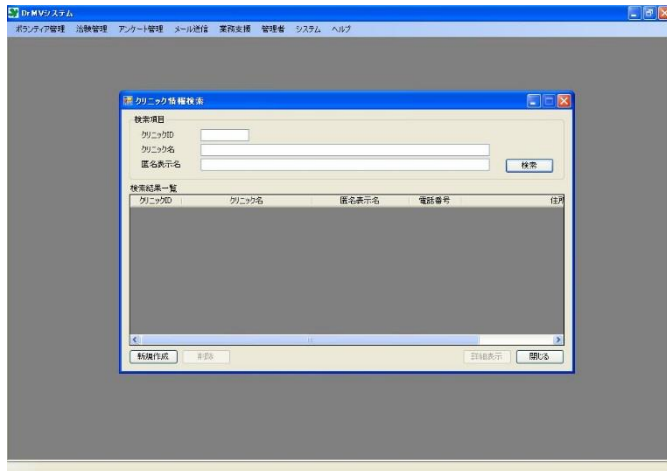 Dr MVシステム
ボランティア管理 治験管理 アンケート管理 メール送信 業務支援 管理者 システム ヘルプ
クリニック情報検索
検索項目
クリニックID
クリニック名
匿名表示名
検索
検索結果一覧
クリニックID クリニック名 匿名表示名 電話番号 住所
新規作成 削除 詳細表示 閉じる